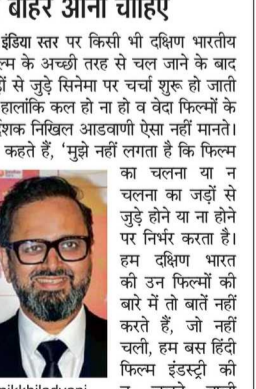 बाहर आना चाहिए
इंडिया स्तर पर किसी भी दक्षिण भारतीय
के अच्छी तरह से चल जाने के बाद
से जुड़े सिनेमा पर चर्चा शुरू हो जाती
हालांकि कल हो ना हो व वेदा फिल्मों के
निखिल आडवाणी ऐसा नहीं मानते।
कहते हैं, ‘मुझे नहीं लगता है कि फिल्म
का चलना या न
चलना का जड़ों से
जुड़े होने या ना होने
पर निर्भर करता है।
हम दक्षिण भारत
की उन फिल्मों की
बारे में तो बातें नहीं
करते हैं, जो नहीं
चली, हम बस हिंदी
फिल्म इंडस्ट्री की